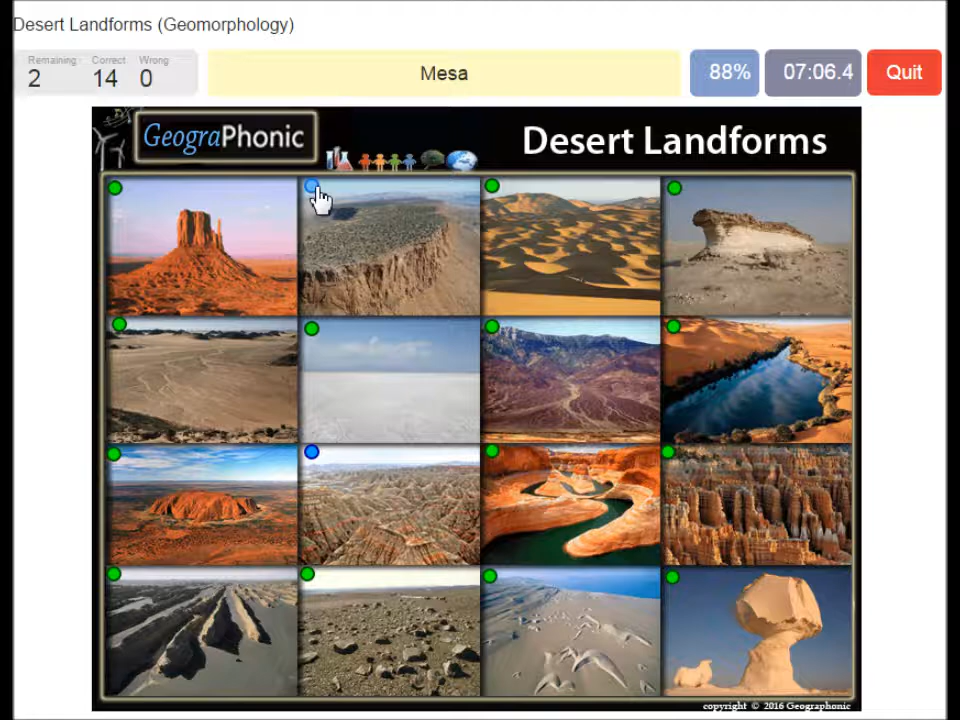 Desert Landforms (Geomorphology)
Remaining Correct Wrong
2 14 0
Mesa
88%
07:06.4
Quit
GeograPhonic
Desert Landforms
copyright © 2016 Geographonic